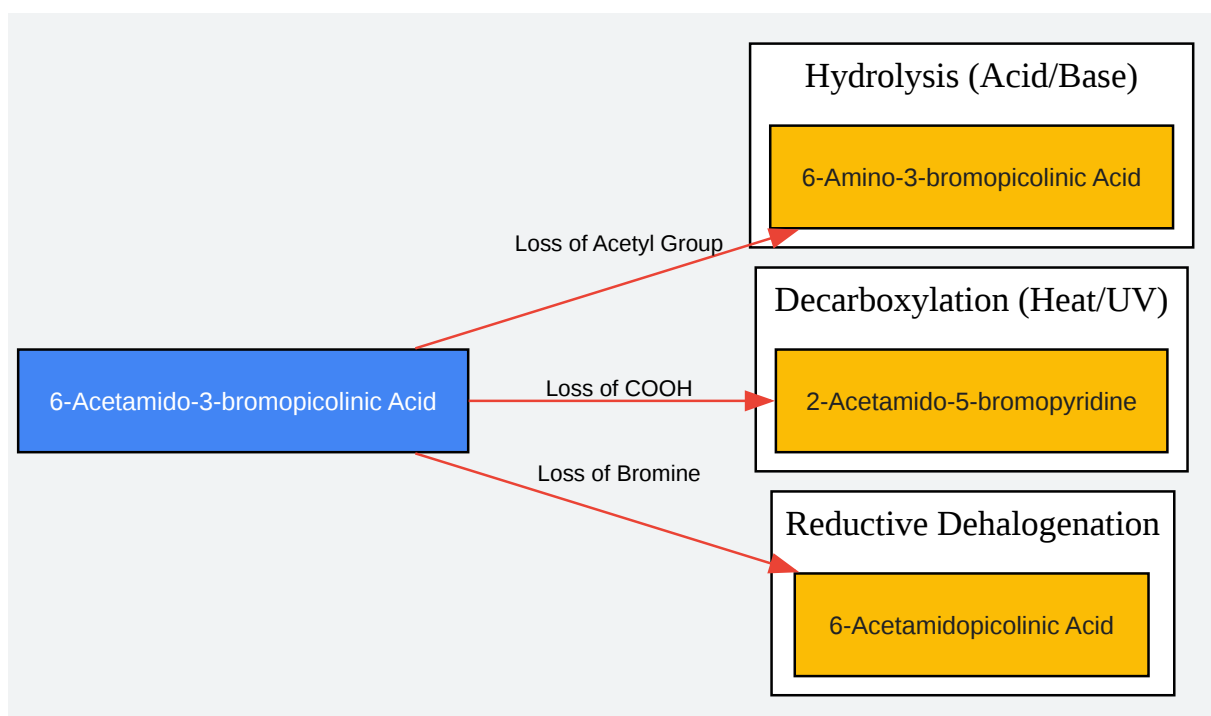 Hydrolysis (Acid/Base)
6-Amino-3-bromopicolinic Acid
Loss of Acetyl Group
Decarboxylation (Heat/UV)
6-Acetamido-3-bromopicolinic Acid
Loss of COOH
2-Acetamido-5-bromopyridine
Loss of Bromine
Reductive Dehalogenation
6-Acetamidopicolinic Acid